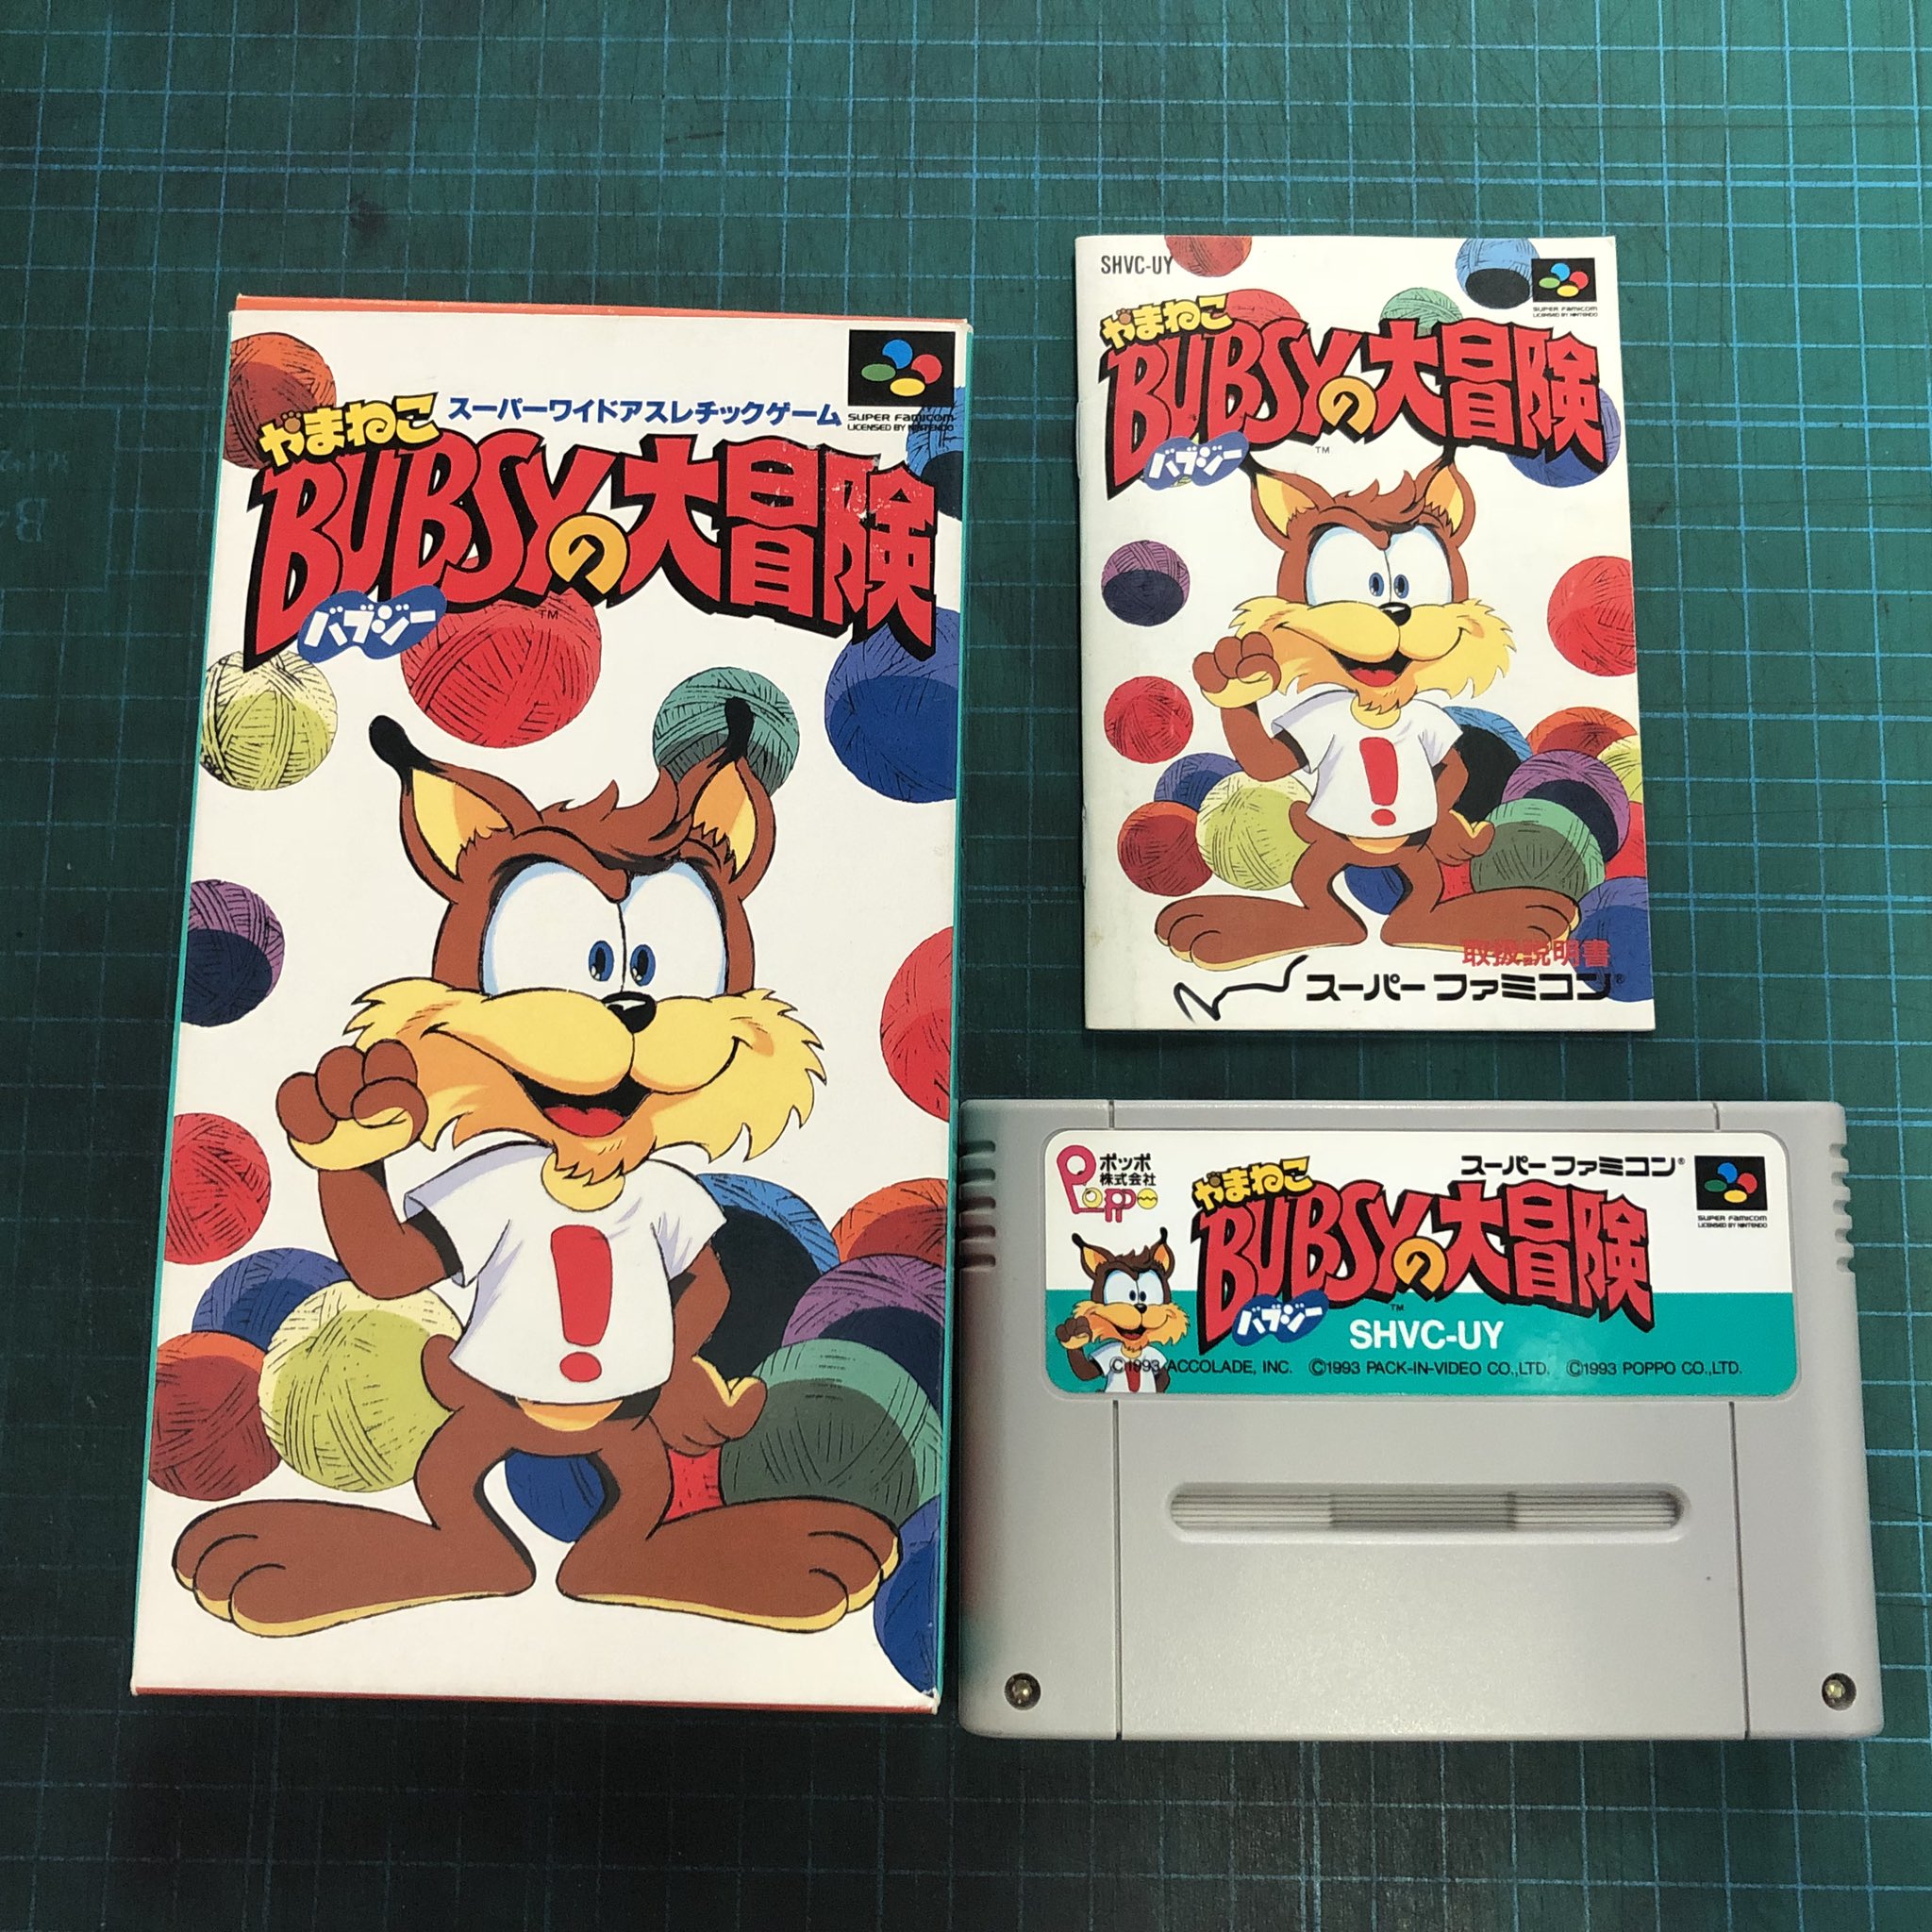 スーパーワイドアスレチックゲーム
やまねこ
BUBSYの大冒険
バブジー
TM
SUPER FAMICOM
LICENSED BY NINTENDO
SHVC-UY
SUPER FAMICOM
LICENSED BY NINTENDO
やまねこ
BUBSYの大冒険
バブジー
TM
!
取扱説明書
スーパーファミコン®
!
Poppo
ポッポ
株式会社
スーパーファミコン®
やまねこ
BUBSYの大冒険
バブジー
TM
SUPER FAMICOM
LICENSED BY NINTENDO
SHVC-UY
©1993 ACCOLADE, INC. ©1993 PACK-IN-VIDEO CO.,LTD. ©1993 POPPO CO.,LTD.
!